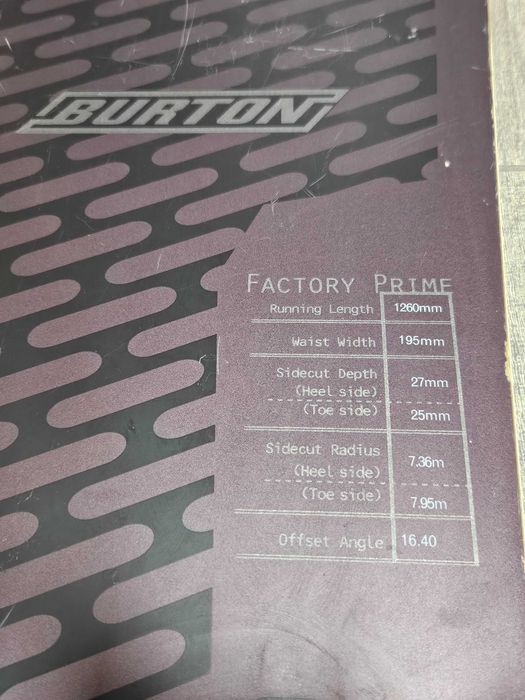 BURTON
FACTORY PRIME
Running Length 1260mm
Waist Width 195mm
Sidecut Depth
(Heel side) 27mm
(Toe side) 25mm
Sidecut Radius
(Heel side) 7.36m
(Toe side) 7.95m
Offset Angle 16.40